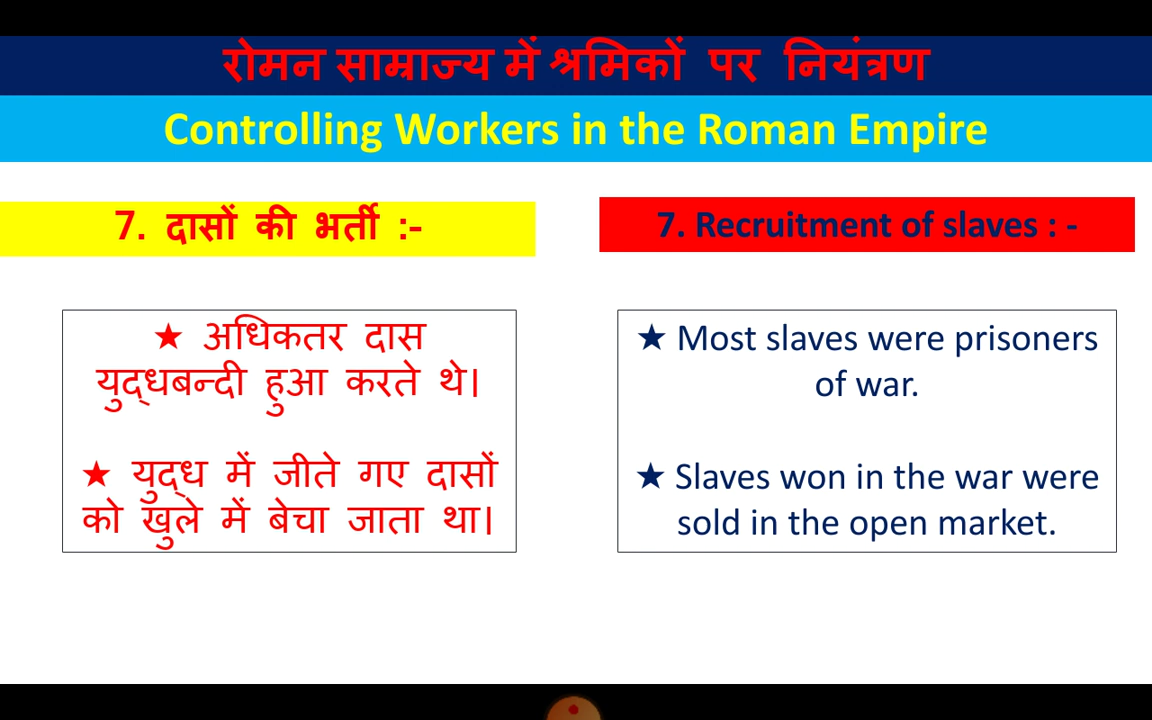 रोमन साम्राज्य में श्रमिकों पर नियंत्रण
Controlling Workers in the Roman Empire
7. दासों की भर्ती :-
★ अधिकतर दास
युद्धबन्दी हुआ करते थे।
★ युद्ध में जीते गए दासों
को खुले में बेचा जाता था।
7. Recruitment of slaves : -
★ Most slaves were prisoners
of war.
★ Slaves won in the war were
sold in the open market.